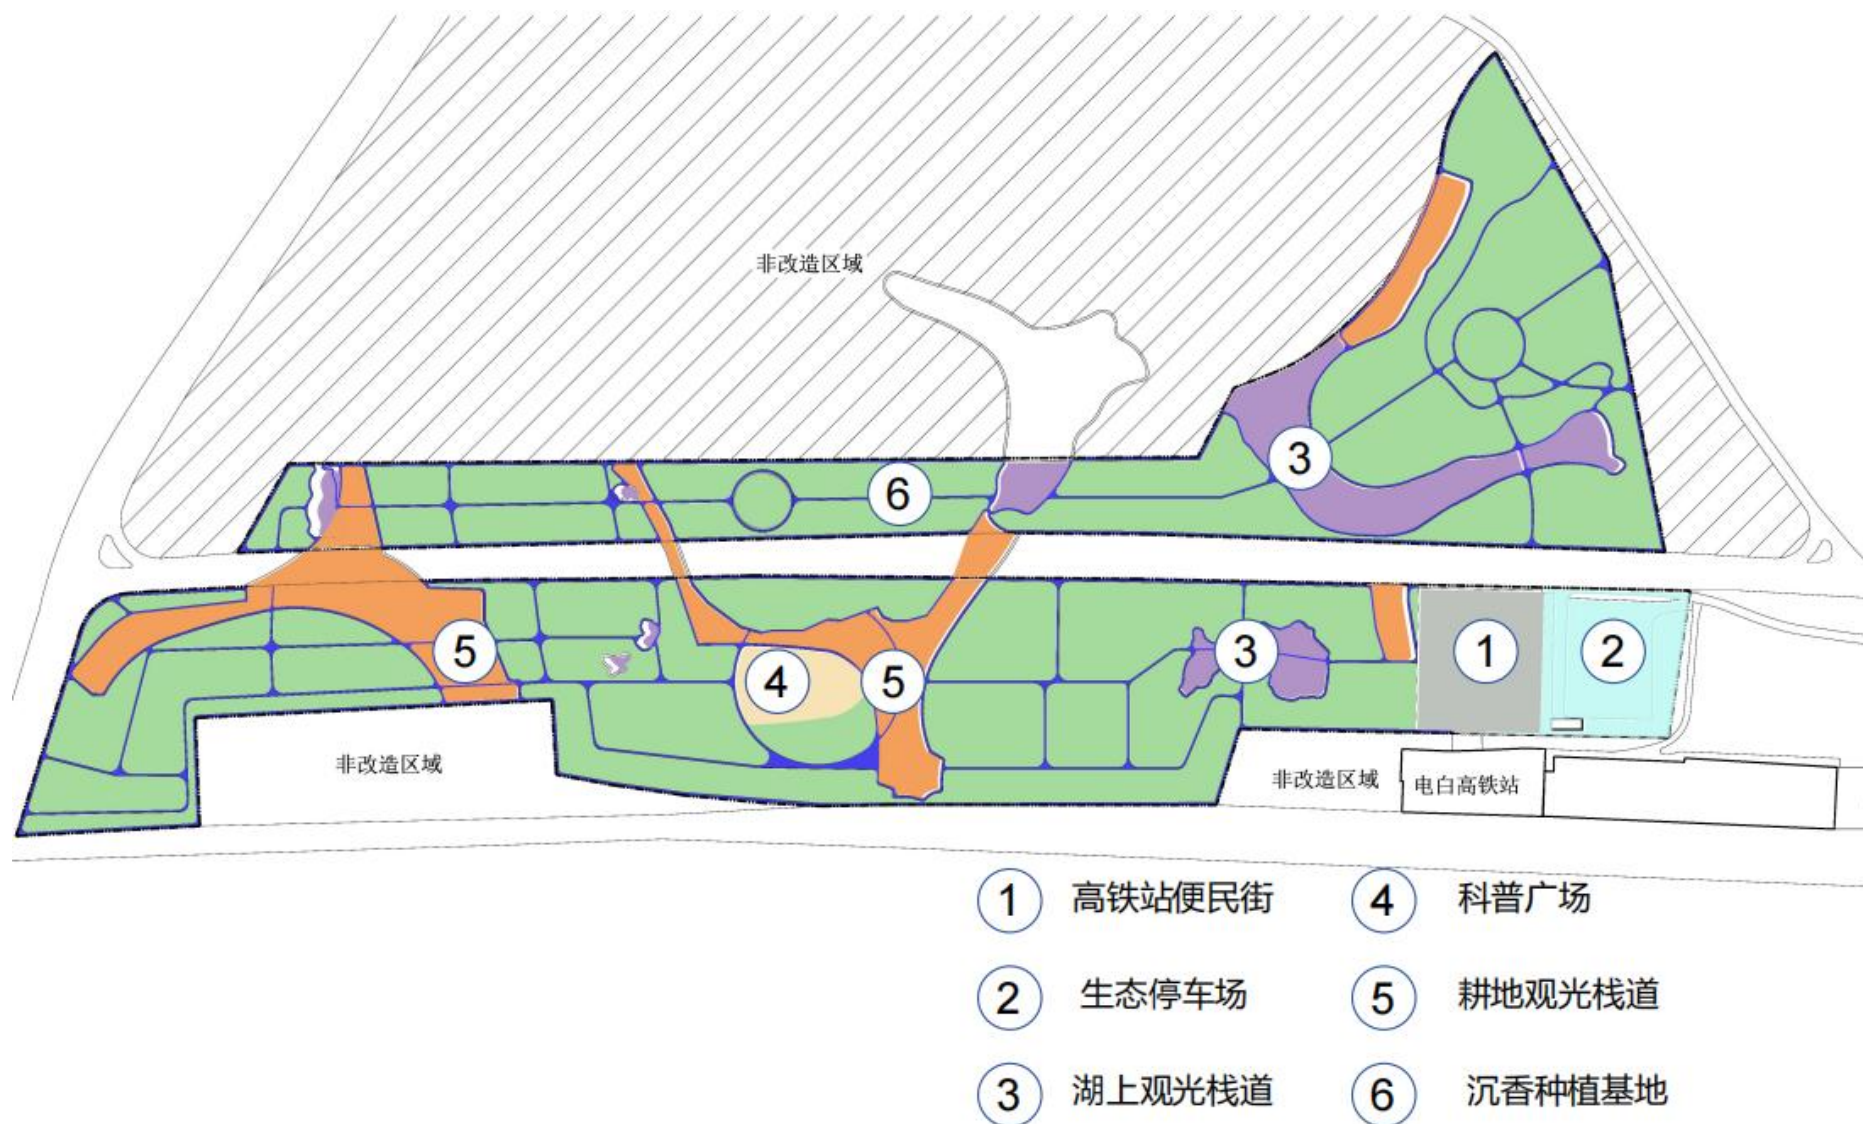 非改造区域
3
6
5
4
5
3
1
2
非改造区域
非改造区域
电白高铁站
1 高铁站便民街
4 科普广场
2 生态停车场
5 耕地观光栈道
3 湖上观光栈道
6 沉香种植基地